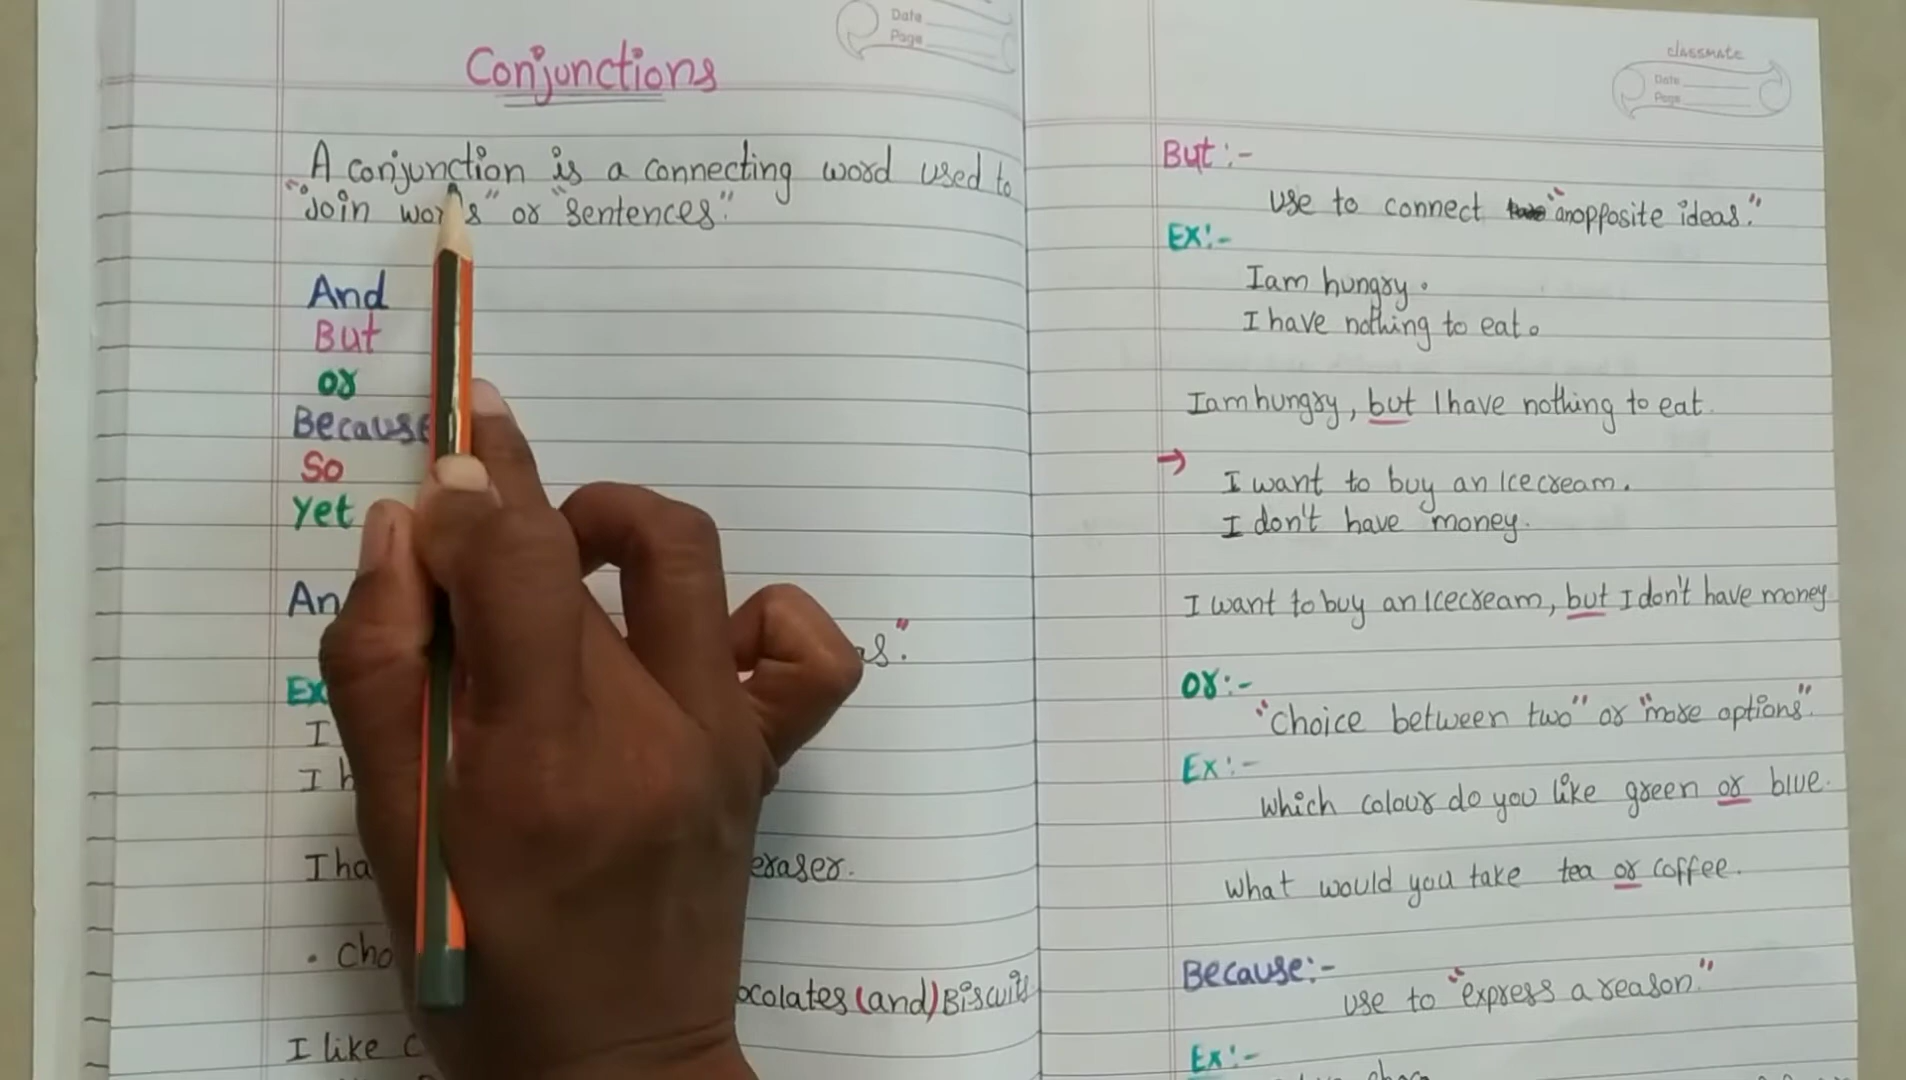 Date
Page
Conjunctions
A conjunction is a connecting word used to
"Join wor s" or "sentences".
And
But
or
Because
So
Yet
An
as."
Ex
I
I h
I ha eraser.
. Cho
ocolates (and) Biscuits
I like c
classmate
Date
Page
But :-
use to connect "anopposite ideas."
EX:-
I am hungry.
I have nothing to eat.
I am hungry, but I have nothing to eat.
→ I want to buy an Icecream.
I don't have money.
I want to buy an Icecream, but I don't have money
or:-
"choice between two" or "more options".
Ex:-
which colour do you like green or blue.
what would you take tea or coffee.
Because:-
use to "express a reason"
Ex:-